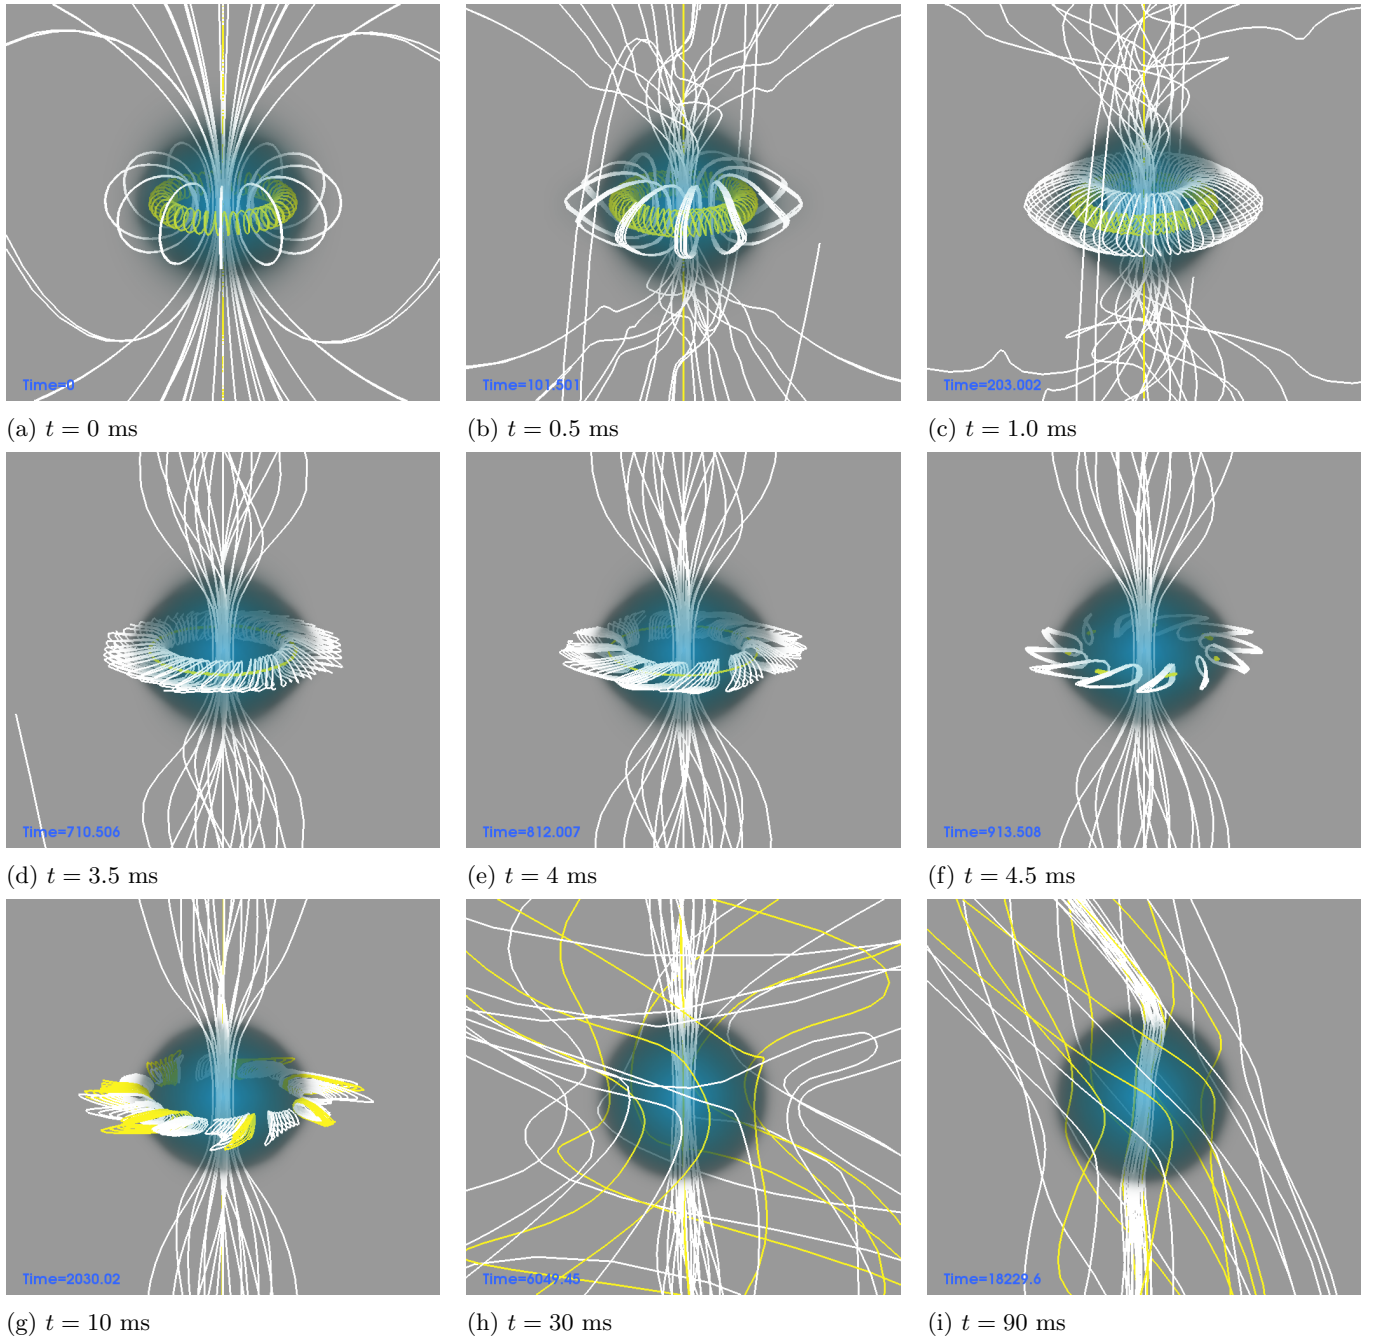 Time=0
Time=101.501
Time=203.002
(a) t = 0 ms
(b) t = 0.5 ms
(c) t = 1.0 ms
Time=710.506
Time=812.007
Time=913.508
(d) t = 3.5 ms
(e) t = 4 ms
(f) t = 4.5 ms
Time=2030.02
Time=6049.45
Time=18229.6
(g) t = 10 ms
(h) t = 30 ms
(i) t = 90 ms